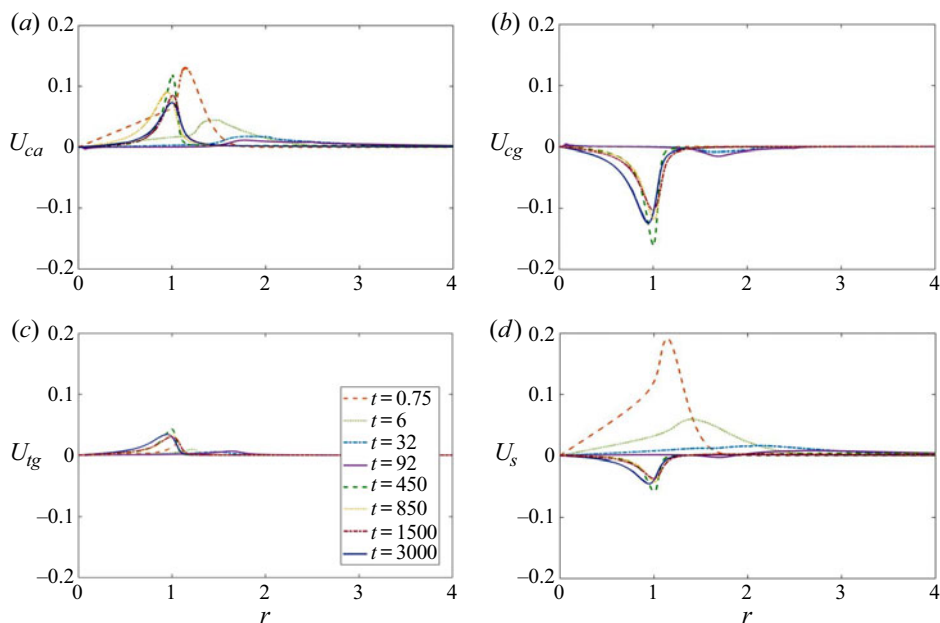 (a) 0.2
(b) 0.2
0.1
0.1
U_ca 0
U_cg 0
–0.1
–0.1
–0.2
–0.2
0 1 2 3 4
0 1 2 3 4
(c) 0.2
(d) 0.2
0.1
0.1
U_tg 0
U_s 0
–0.1
–0.1
–0.2
–0.2
t = 0.75
t = 6
t = 32
t = 92
t = 450
t = 850
t = 1500
t = 3000
0 1 2 3 4
0 1 2 3 4
r
r